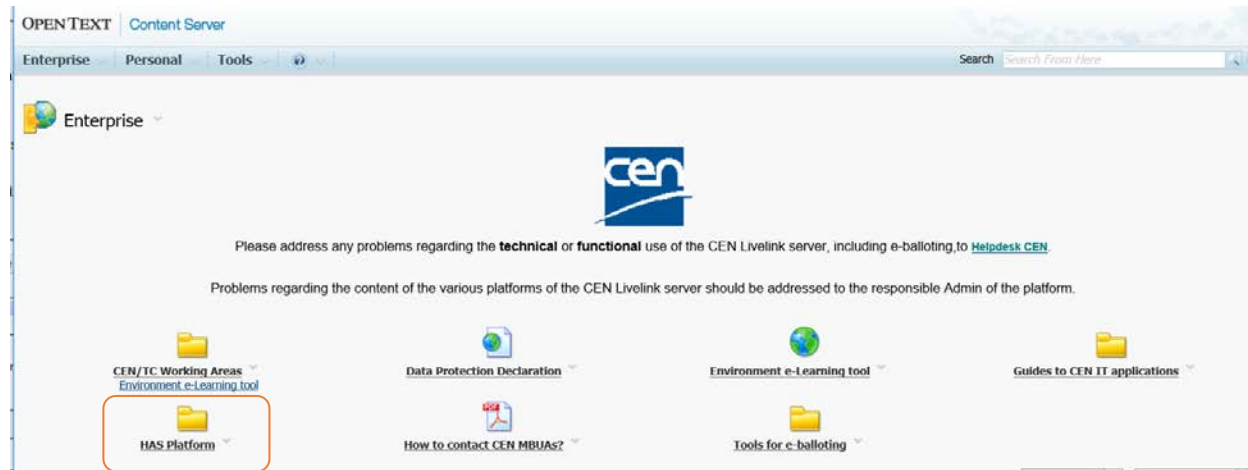 OPEN TEXT Content Server
Enterprise Personal Tools
Search Search From Here
Enterprise
cen
Please address any problems regarding the technical or functional use of the CEN Livelink server, including e-balloting,to Helpdesk CEN.
Problems regarding the content of the various platforms of the CEN Livelink server should be addressed to the responsible Admin of the platform.
CEN/TC Working Areas Data Protection Declaration Environment e-Learning tool Guides to CEN IT applications
Environment e-Learning tool
PDF
HAS Platform How to contact CEN MBUAs? Tools for e-balloting